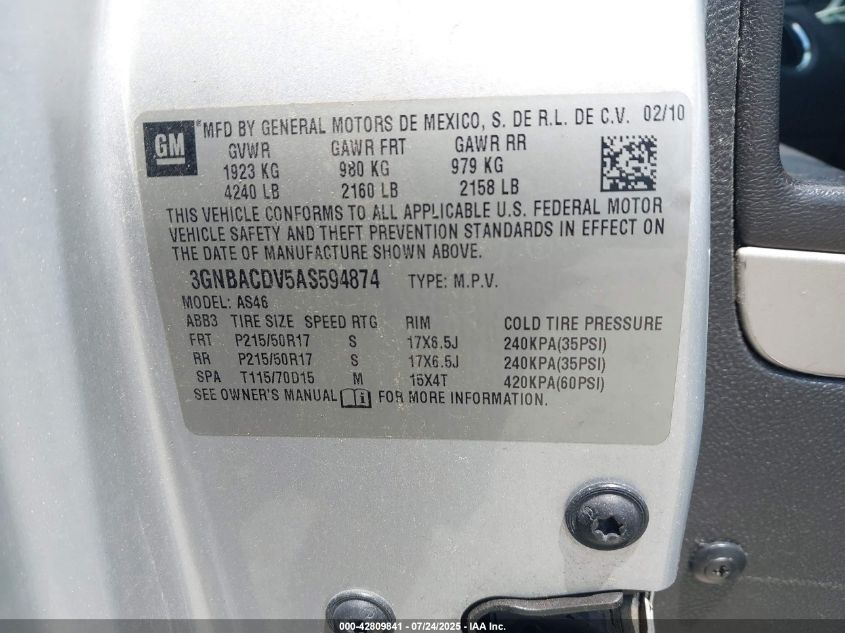 GM
®MFD BY GENERAL MOTORS DE MEXICO, S. DE R.L. DE C.V. 02/10
GVWR GAWR FRT GAWR RR
1923 KG 980 KG 979 KG
4240 LB 2160 LB 2158 LB
THIS VEHICLE CONFORMS TO ALL APPLICABLE U.S. FEDERAL MOTOR
VEHICLE SAFETY AND THEFT PREVENTION STANDARDS IN EFFECT ON
THE DATE OF MANUFACTURE SHOWN ABOVE.
3GNBACDV5AS594874 TYPE: M.P.V.
MODEL: AS46
ABB3 TIRE SIZE SPEED RTG RIM COLD TIRE PRESSURE
FRT P215/50R17 S 17X6.5J 240KPA(35PSI)
RR P215/50R17 S 17X6.5J 240KPA(35PSI)
SPA T115/70D15 M 15X4T 420KPA(60PSI)
SEE OWNER'S MANUAL i FOR MORE INFORMATION.
000-42809841 - 07/24/2025 - IAA Inc.